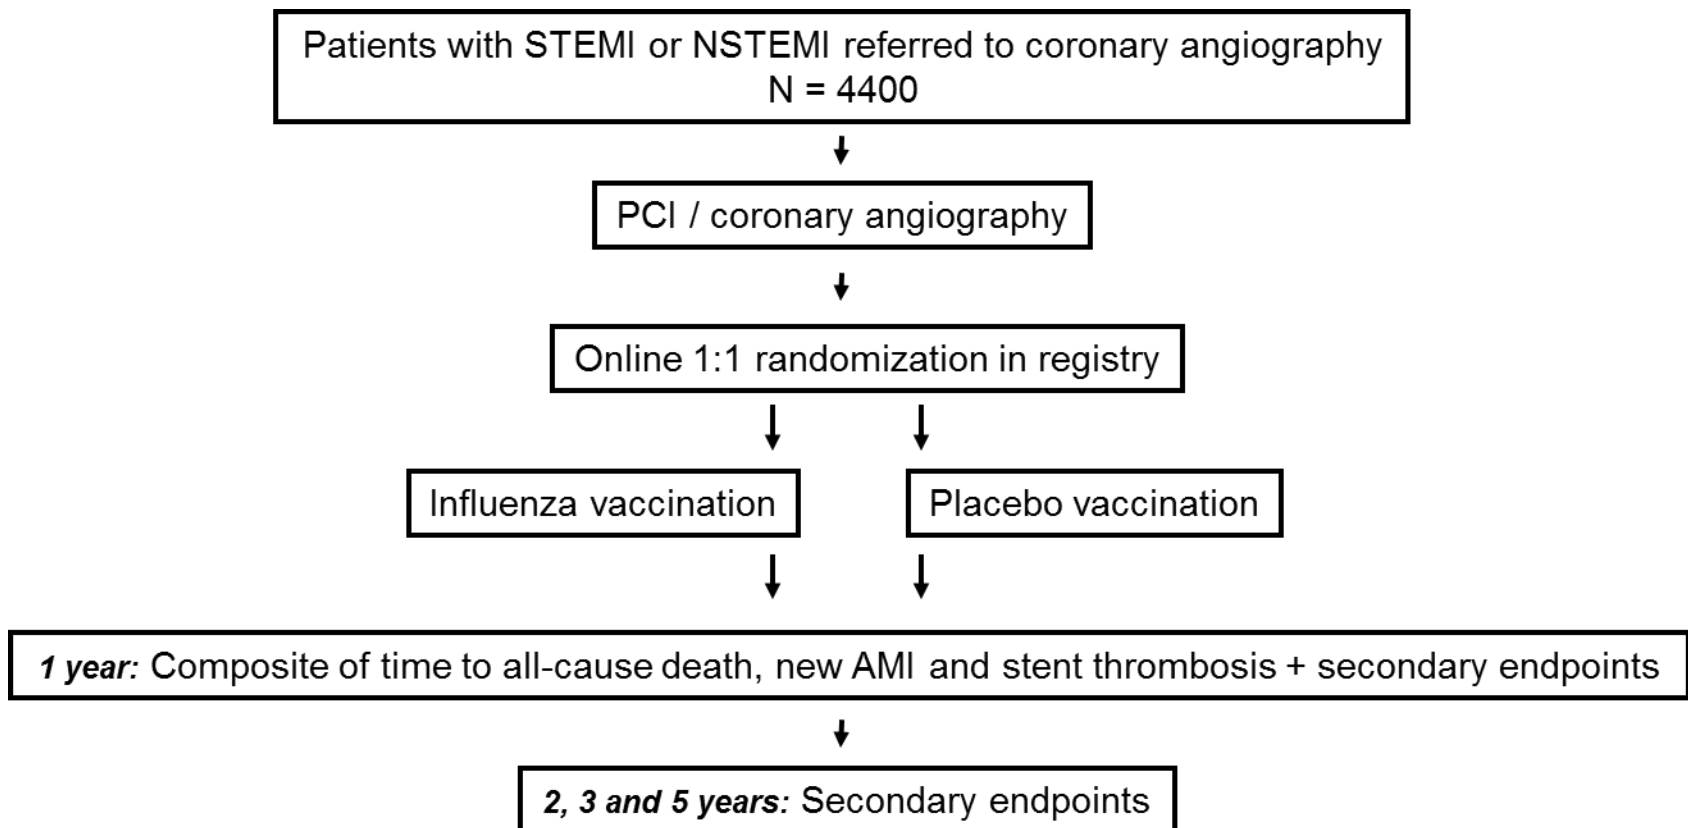 Patients with STEMI or NSTEMI referred to coronary angiography
N = 4400
PCI / coronary angiography
Online 1:1 randomization in registry
Influenza vaccination
Placebo vaccination
1 year: Composite of time to all-cause death, new AMI and stent thrombosis + secondary endpoints
2, 3 and 5 years: Secondary endpoints